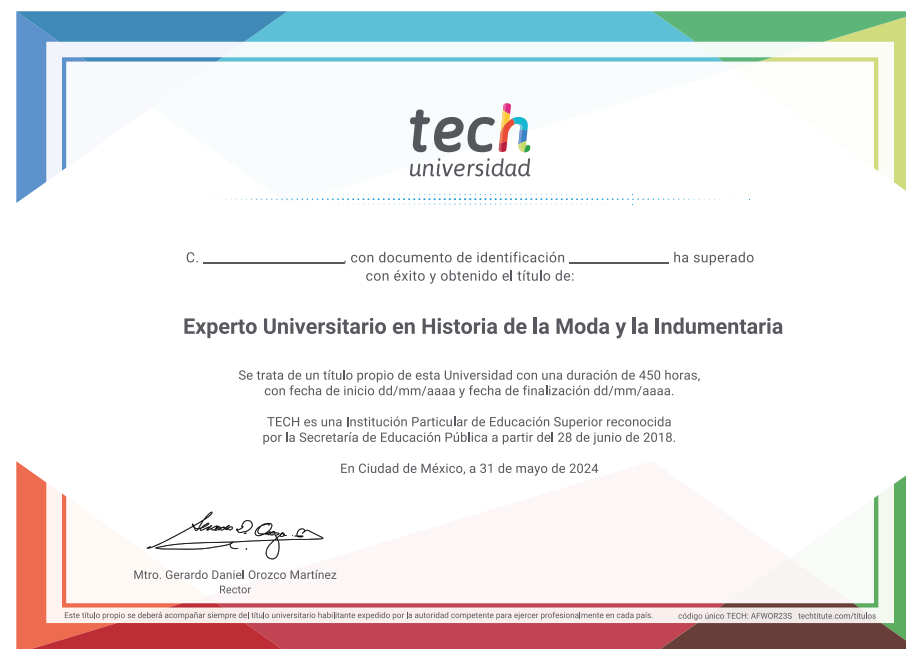 tech
universidad
C. , con documento de identificación ha superado
con éxito y obtenido el título de:
Experto Universitario en Historia de la Moda y la Indumentaria
Se trata de un título propio de esta Universidad con una duración de 450 horas,
con fecha de inicio dd/mm/aaaa y fecha de finalización dd/mm/aaaa.
TECH es una Institución Particular de Educación Superior reconocida
por la Secretaría de Educación Pública a partir del 28 de junio de 2018.
En Ciudad de México, a 31 de mayo de 2024
Mtro. Gerardo Daniel Orozco Martínez
Rector
Este título propio se deberá acompañar siempre del título universitario habilitante expedido por la autoridad competente para ejercer profesionalmente en cada país. código único TECH: AFWOR23S techtitute.com/titulos